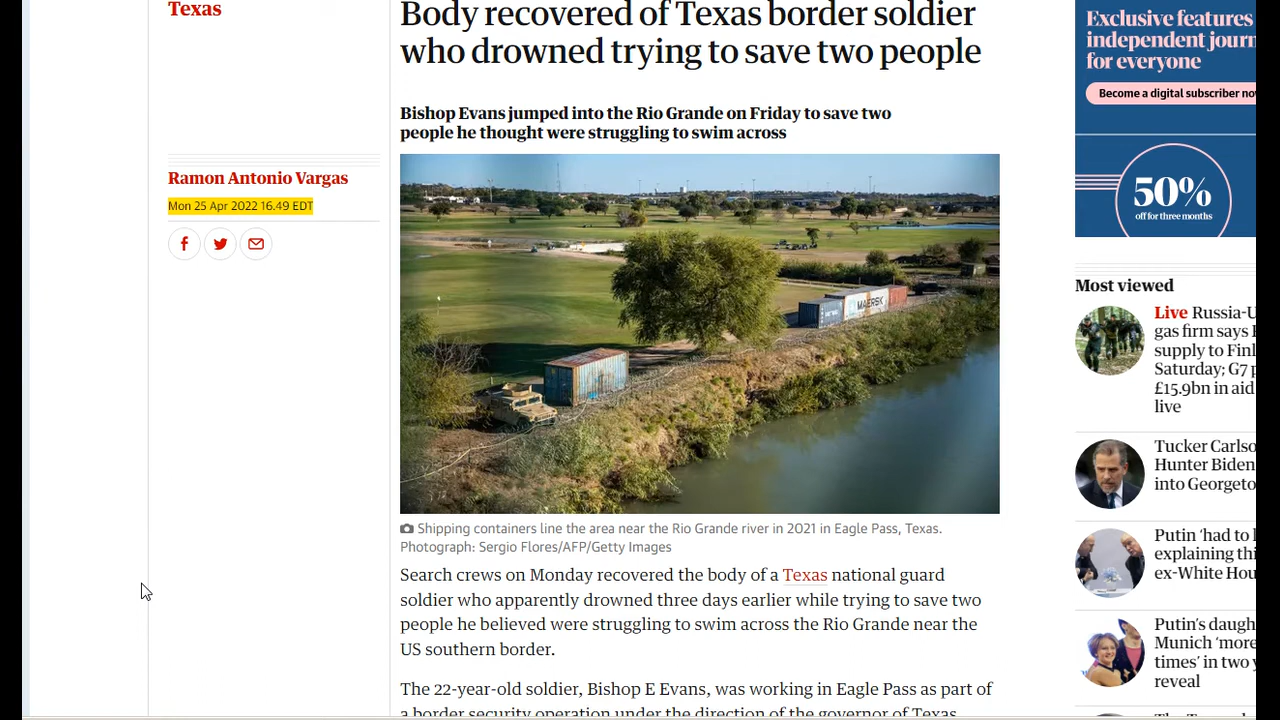 Texas
Body recovered of Texas border soldier
who drowned trying to save two people
Bishop Evans jumped into the Rio Grande on Friday to save two
people he thought were struggling to swim across
Ramon Antonio Vargas
Mon 25 Apr 2022 16.49 EDT
MAERSK
Shipping containers line the area near the Rio Grande river in 2021 in Eagle Pass, Texas.
Photograph: Sergio Flores/AFP/Getty Images
Search crews on Monday recovered the body of a Texas national guard
soldier who apparently drowned three days earlier while trying to save two
people he believed were struggling to swim across the Rio Grande near the
US southern border.
The 22-year-old soldier, Bishop E Evans, was working in Eagle Pass as part of
a border security operation under the direction of the governor of Texas
Exclusive features
independent journ
for everyone
Become a digital subscriber no
50%
off for three months
Most viewed
Live Russia-U
gas firm says
supply to Finl
Saturday; G7 p
£15.9bn in aid
live
Tucker Carlso
Hunter Biden
into Georgeto
Putin ‘had to
explaining thi
ex-White Hou
Putin’s daugh
Munich ‘more
times’ in two
reveal